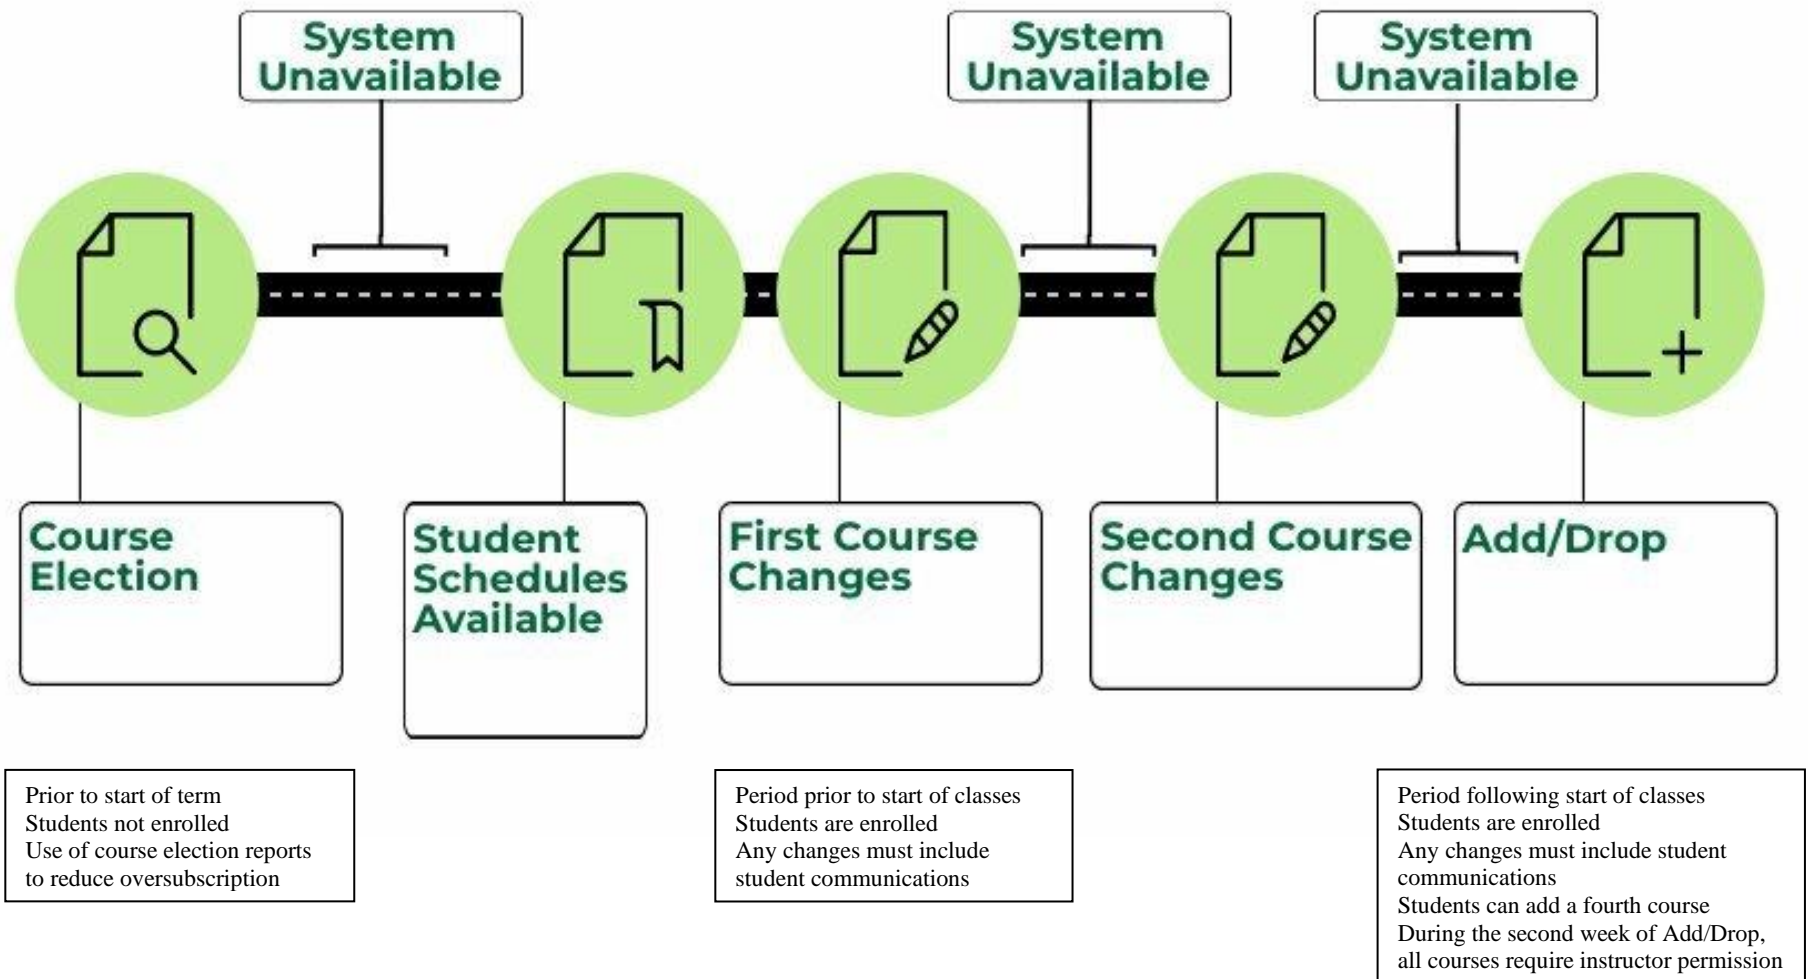 System
Unavailable
System
Unavailable
System
Unavailable
Course
Election
Student
Schedules
Available
First Course
Changes
Second Course
Changes
Add/Drop
Prior to start of term
Students not enrolled
Use of course election reports
to reduce oversubscription
Period prior to start of classes
Students are enrolled
Any changes must include
student communications
Period following start of classes
Students are enrolled
Any changes must include student
communications
Students can add a fourth course
During the second week of Add/Drop,
all courses require instructor permission